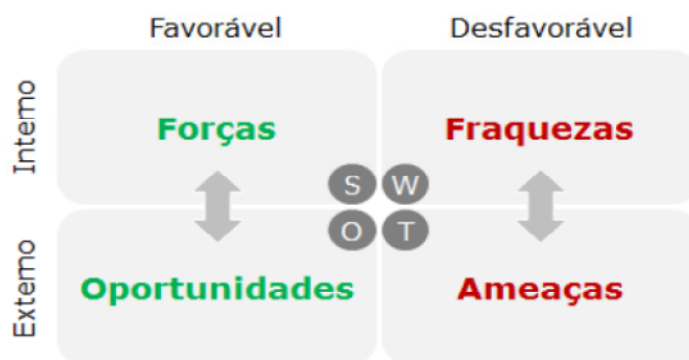 Favorável Desfavorável
Interno
Forças Fraquezas
S W
O T
Externo
Oportunidades Ameaças